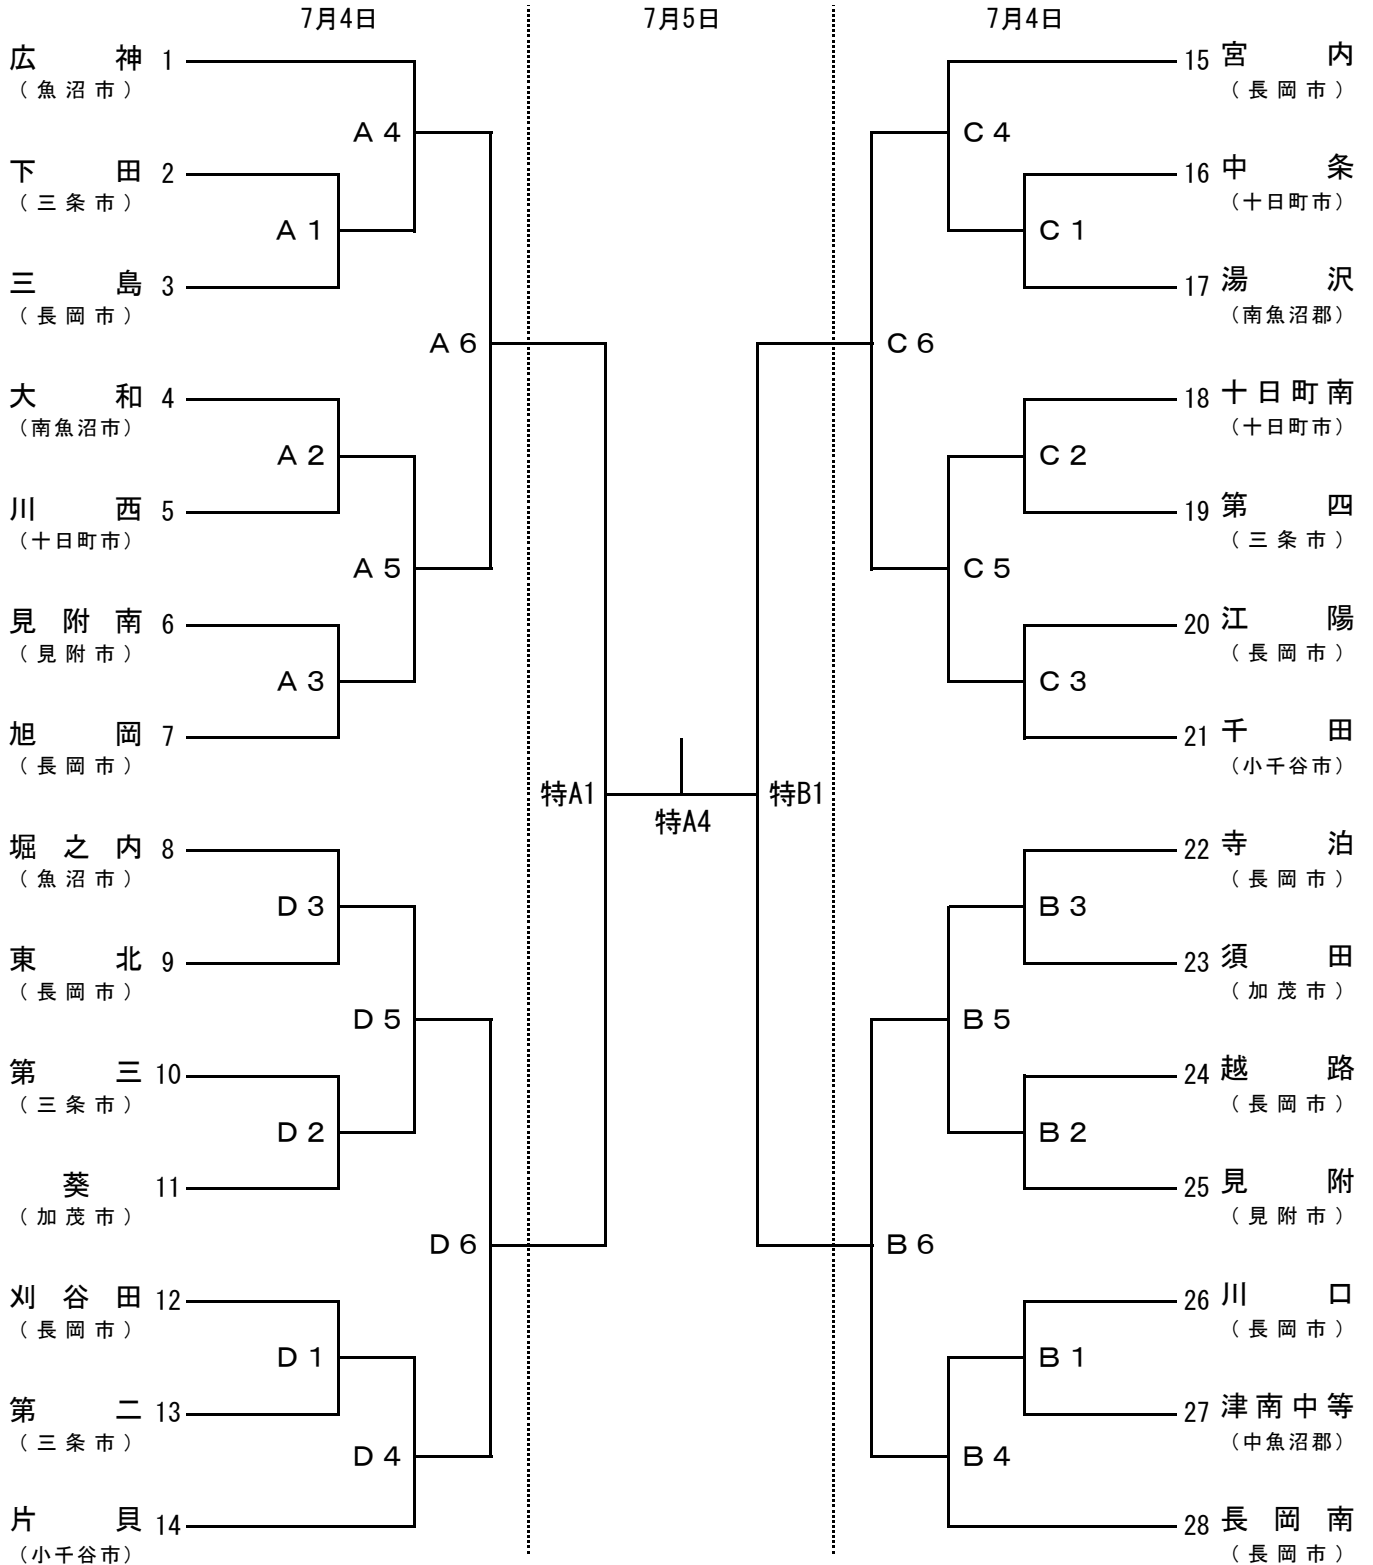 7月4日 7月5日 7月4日
広神 1
（魚沼市）
A4
下田 2
（三条市）
A1
三島 3
（長岡市）
A6
大和 4
（南魚沼市）
A2
川西 5
（十日町市）
A5
見附南 6
（見附市）
A3
旭岡 7
（長岡市）
堀之内 8
（魚沼市）
D3
東北 9
（長岡市）
D5
第三 10
（三条市）
D2
葵 11
（加茂市）
D6
刈谷田 12
（長岡市）
D1
第二 13
（三条市）
D4
片貝 14
（小千谷市）
特A1
特A4
特B1
15 宮内
（長岡市）
C4
16 中条
（十日町市）
C1
17 湯沢
（南魚沼郡）
C6
18 十日町南
（十日町市）
C2
19 第四
（三条市）
C5
20 江陽
（長岡市）
C3
21 千田
（小千谷市）
22 寺泊
（長岡市）
B3
23 須田
（加茂市）
B5
24 越路
（長岡市）
B2
25 見附
（見附市）
B6
26 川口
（長岡市）
B1
27 津南中等
（中魚沼郡）
B4
28 長岡南
（長岡市）